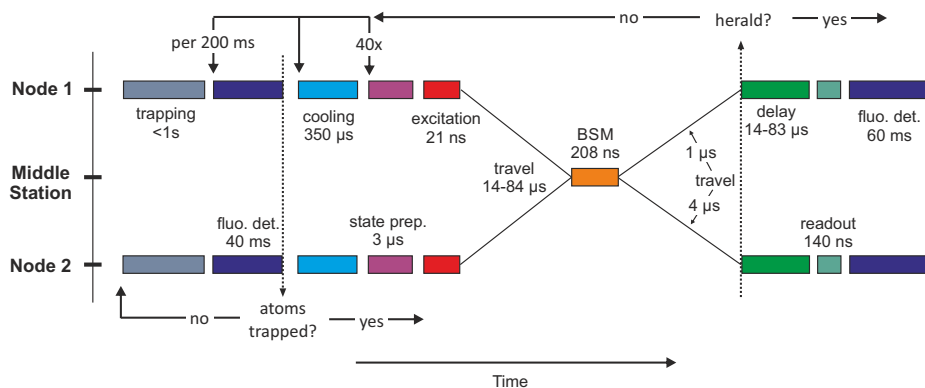 no
herald?
yes
per 200 ms
40x
Node 1
trapping
<1s
cooling
350 µs
excitation
21 ns
BSM
208 ns
delay
14-83 µs
fluo. det.
60 ms
Middle
Station
travel
14-84 µs
1 µs
travel
4 µs
fluo. det.
40 ms
state prep.
3 µs
readout
140 ns
Node 2
no
atoms
trapped?
yes
Time